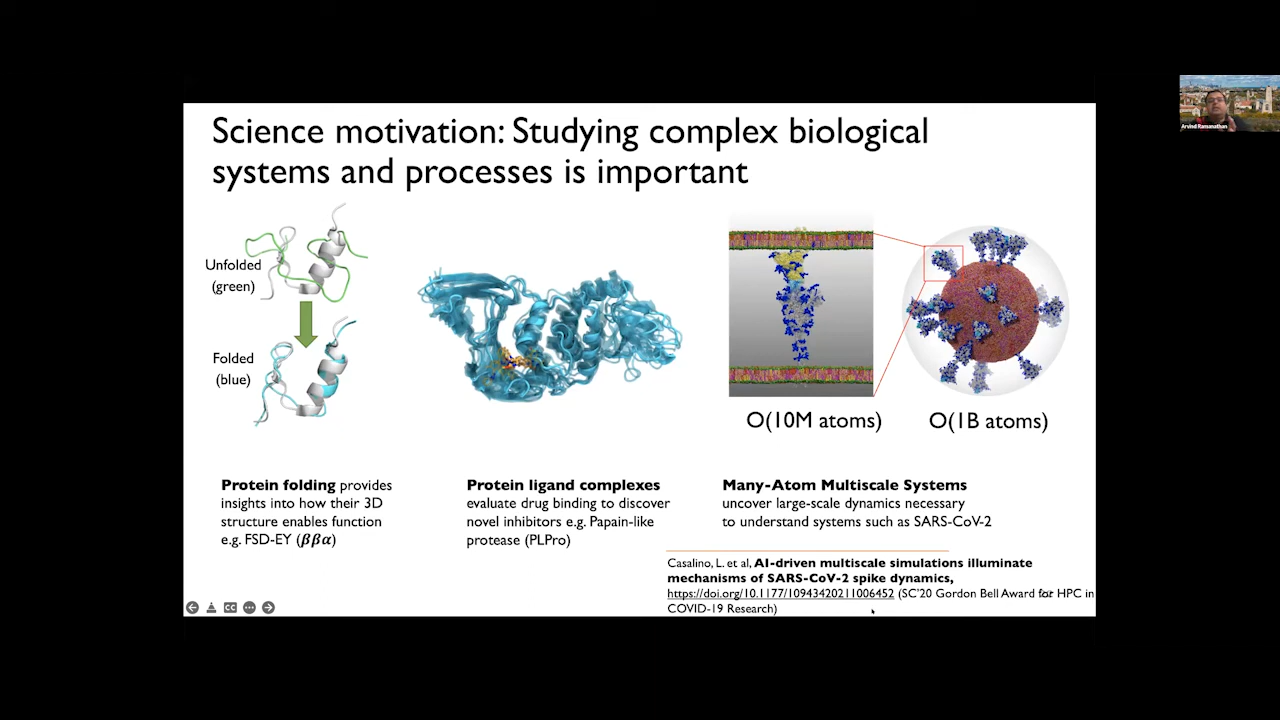 Science motivation: Studying complex biological
systems and processes is important
Unfolded
(green)
Folded
(blue)
O(10M atoms)
O(1B atoms)
Protein folding provides
insights into how their 3D
structure enables function
e.g. FSD-EY (ββα)
Protein ligand complexes
evaluate drug binding to discover
novel inhibitors e.g. Papain-like
protease (PLPro)
Many-Atom Multiscale Systems
uncover large-scale dynamics necessary
to understand systems such as SARS-CoV-2
Casalino, L. et al, AI-driven multiscale simulations illuminate
mechanisms of SARS-CoV-2 spike dynamics,
https://doi.org/10.1177/10943420211006452 (SC'20 Gordon Bell Award for HPC in
COVID-19 Research)
CC
Arvind Ramanathan